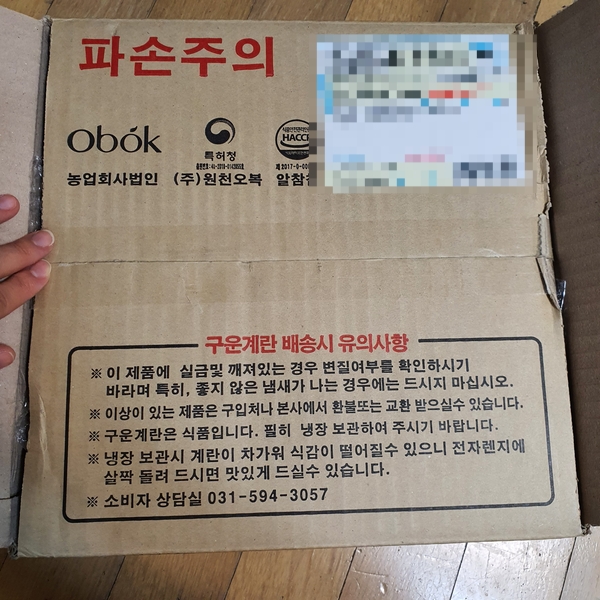 파손주의
Obok
특허청
HACCP
농업회사법인 (주)원천오복 알참
구운계란 배송시 유의사항
※ 이 제품에 실금및 깨져있는 경우 변질여부를 확인하시기
바라며 특히, 좋지 않은 냄새가 나는 경우에는 드시지 마십시오.
※ 이상이 있는 제품은 구입처나 본사에서 환불또는 교환 받으실수 있습니다.
※ 구운계란은 식품입니다. 필히 냉장 보관하여 주시기 바랍니다.
※ 냉장 보관시 계란이 차가워 식감이 떨어질수 있으니 전자렌지에
살짝 돌려 드시면 맛있게 드실수 있습니다.
※ 소비자 상담실 031-594-3057